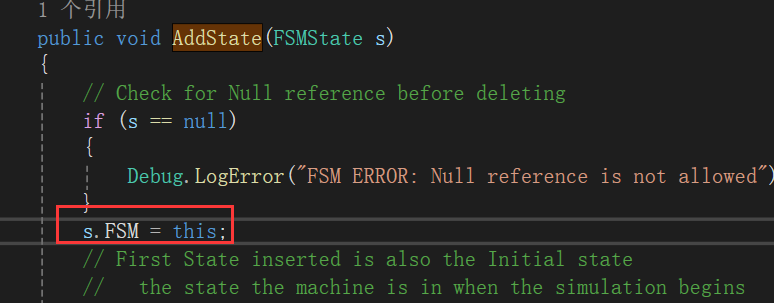 1 个引用
public void AddState(FSMState s)
{
// Check for Null reference before deleting
if (s == null)
{
Debug.LogError("FSM ERROR: Null reference is not allowed")
}
s.FSM = this;
// First State inserted is also the Initial state
//   the state the machine is in when the simulation begins